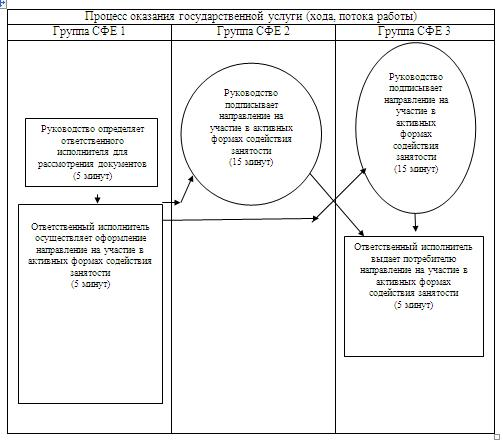 Процесс оказания государственной услуги (хода, потока работы)
Группа СФЕ 1
Группа СФЕ 2
Группа СФЕ 3
Руководство определяет
ответственного
исполнителя для
рассмотрения документов
(5 минут)
Ответственный исполнитель
осуществляет оформление
направление на участие в
активных формах содействия
занятости
(5 минут)
Руководство
подписывает
направление на
участие в активных
формах содействия
занятости
(15 минут)
Руководство
подписывает
направление на
участие в
активных
формах
содействия
занятости
(15 минут)
Ответственный исполнитель
выдает потребителю
направление на участие в
активных формах
содействия занятости
(5 минут)